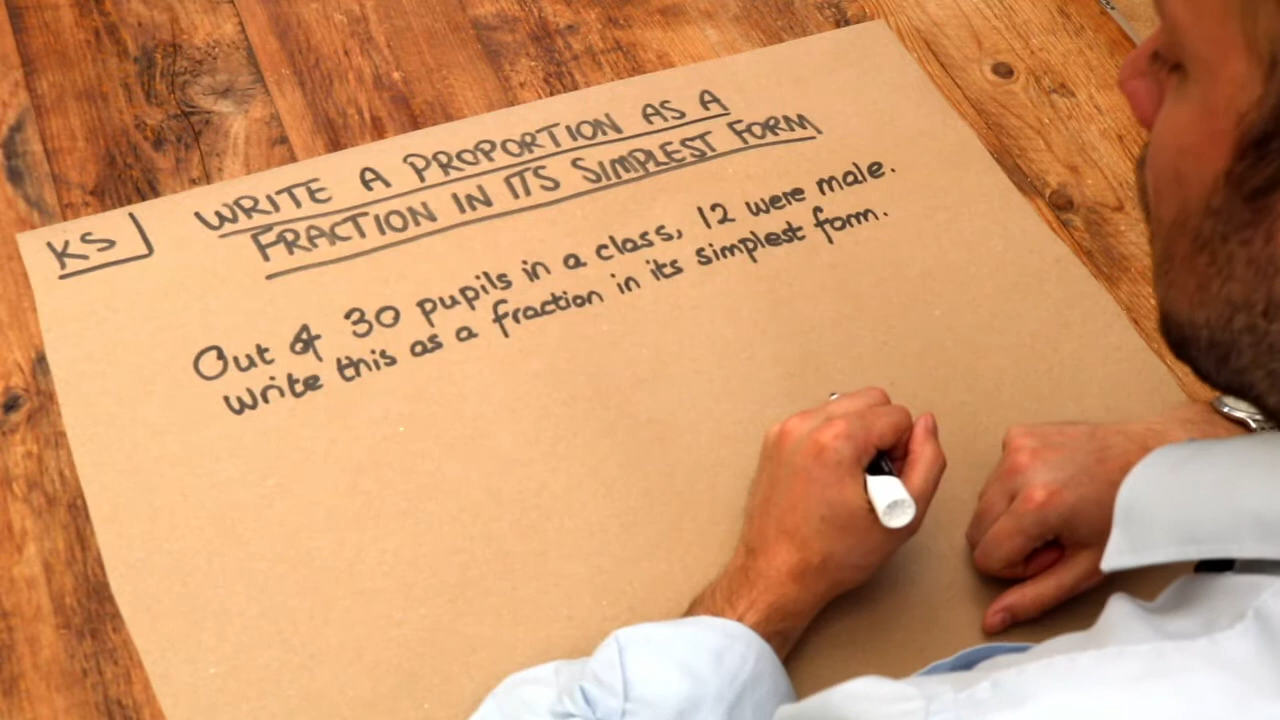 KS
WRITE A PROPORTION AS A
FRACTION IN ITS SIMPLEST FORM
Out of 30 pupils in a class, 12 were male.
Write this as a fraction in its simplest form.